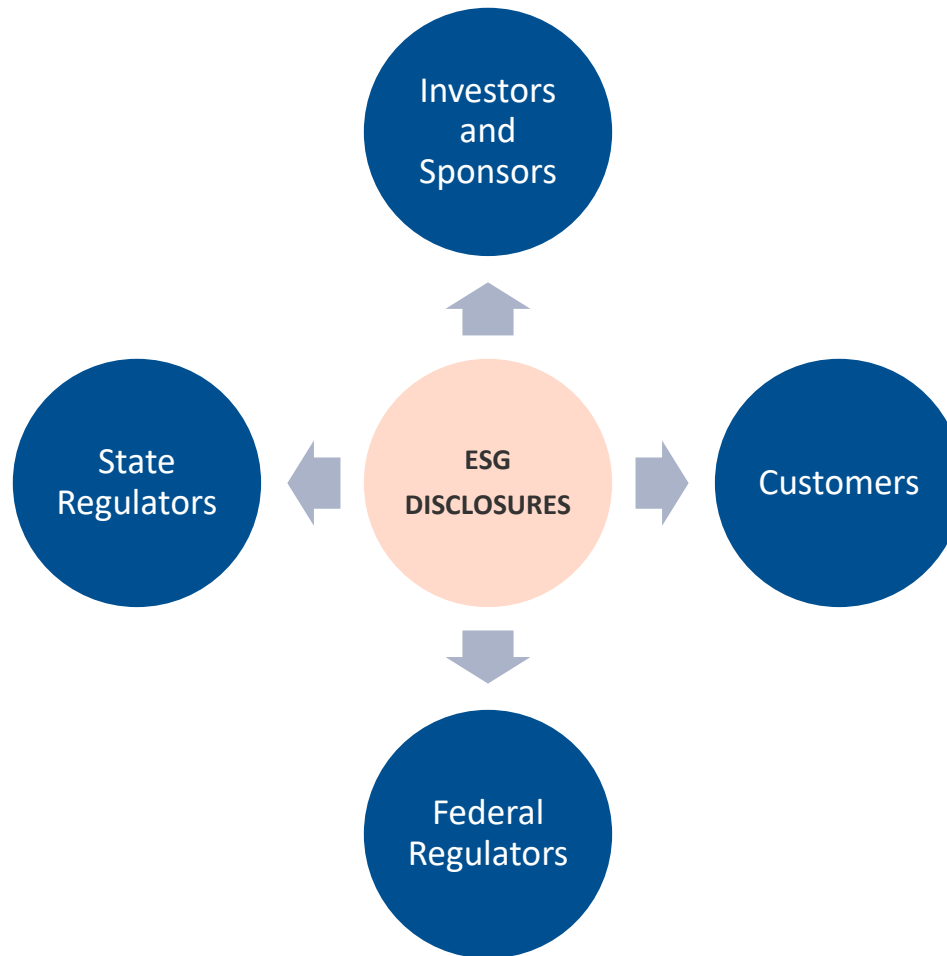 Investors
and
Sponsors
State
Regulators
ESG
DISCLOSURES
Customers
Federal
Regulators